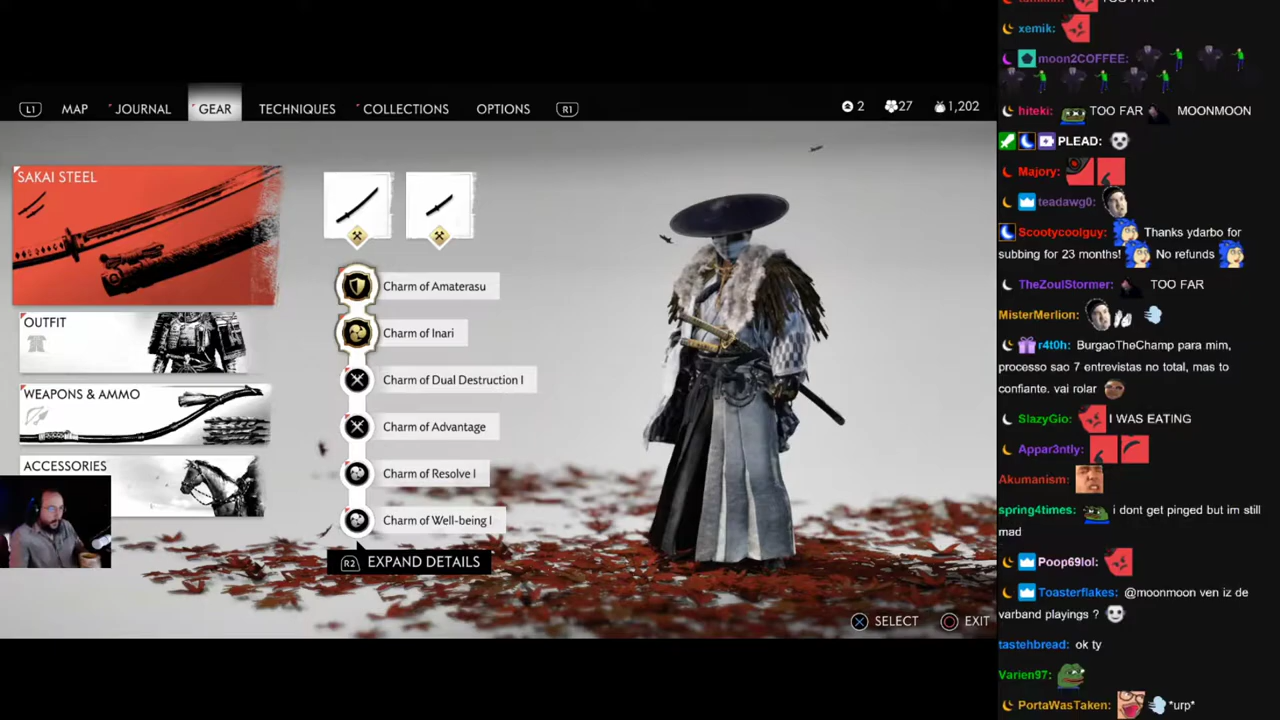 L1 MAP JOURNAL GEAR TECHNIQUES COLLECTIONS OPTIONS R1
2 27 1,202
SAKAI STEEL
OUTFIT
WEAPONS & AMMO
ACCESSORIES
Charm of Amaterasu
Charm of Inari
Charm of Dual Destruction I
Charm of Advantage
Charm of Resolve I
Charm of Well-being I
R2 EXPAND DETAILS
SELECT EXIT
TOO FAR
xemik:
moon2COFFEE:
hiteki: TOO FAR MOONMOON
PLEAD:
Majory:
teadawg0:
Scootycoolguy: Thanks ydarbo for
subbing for 23 months! No refunds
TheZoulStormer: TOO FAR
MisterMerlion:
r4t0h: BurgaoTheChamp para mim,
processo sao 7 entrevistas no total, mas to
confiante. vai rolar
SlazyGio: I WAS EATING
Appar3ntly:
Akumanism:
spring4times: i dont get pinged but im still
mad
Poop69lol:
Toasterflakes: @moonmoon ven iz de
varband playings ?
tastehbread: ok ty
Varien97:
PortaWasTaken: *urp*